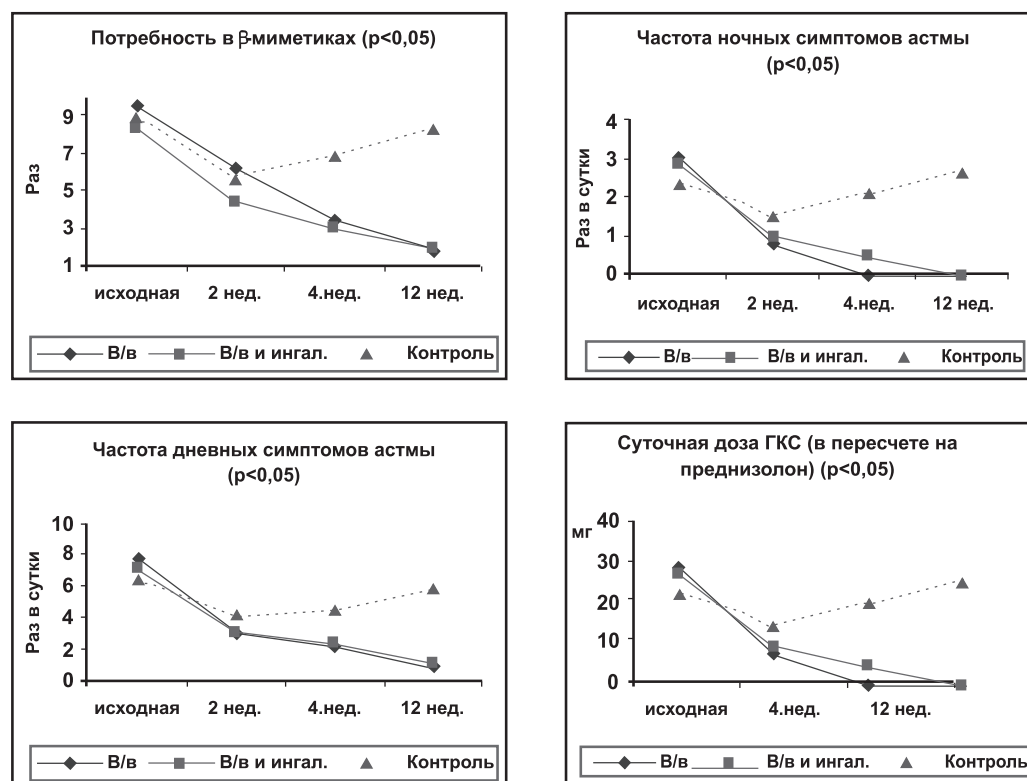 Потребность в β-миметиках (p<0,05)
Раз
9
7
5
3
1
исходная 2 нед. 4.нед. 12 нед.
В/в В/в и ингал. Контроль
Частота ночных симптомов астмы
(p<0,05)
Раз в сутки
4
3
2
1
0
исходная 2 нед. 4.нед. 12 нед.
В/в В/в и ингал. Контроль
Частота дневных симптомов астмы
(p<0,05)
Раз в сутки
10
8
6
4
2
0
исходная 2 нед. 4.нед. 12 нед.
В/в В/в и ингал. Контроль
Суточная доза ГКС (в пересчете на
преднизолон) (p<0,05)
мг
40
30
20
10
0
исходная 4.нед. 12 нед.
В/в В/в и ингал. Контроль